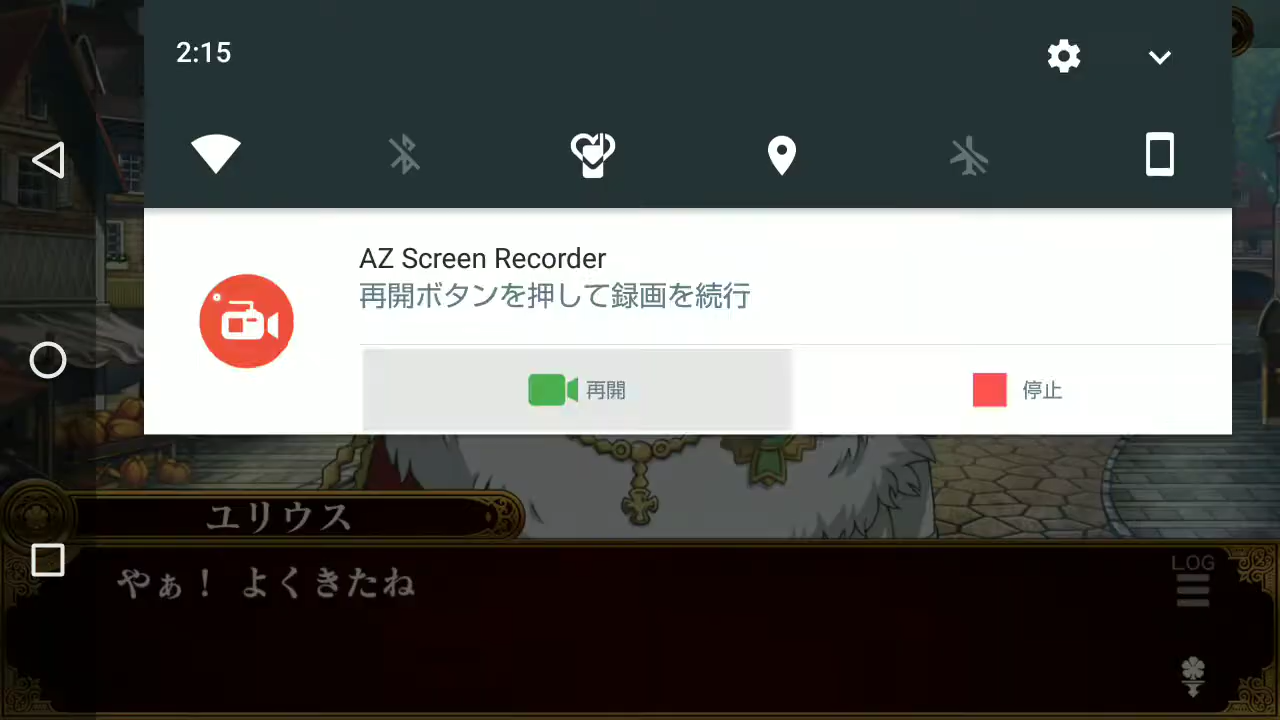 2:15
AZ Screen Recorder
再開ボタンを押して録画を続行
再開
停止
ユリウス
やぁ！ よくきたね
LOG